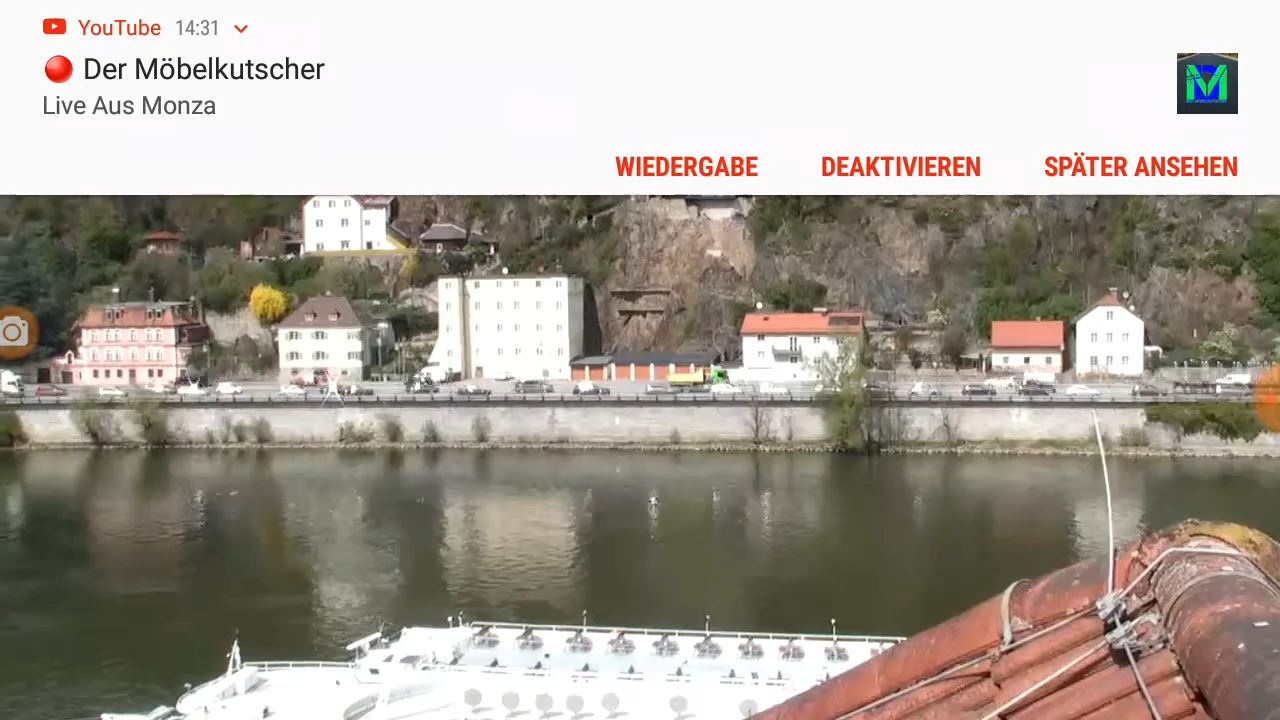 YouTube 14:31
Der Möbelkutscher
Live Aus Monza
WIEDERGABE DEAKTIVIEREN SPÄTER ANSEHEN